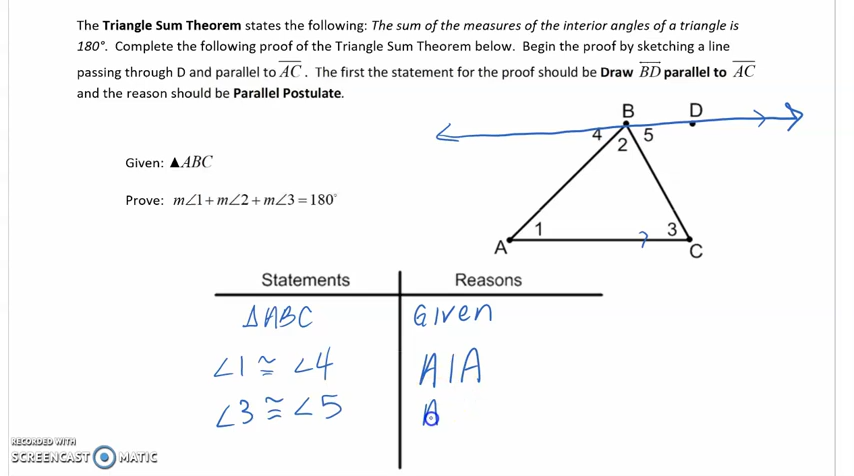 The Triangle Sum Theorem states the following: The sum of the measures of the interior angles of a triangle is
180°. Complete the following proof of the Triangle Sum Theorem below. Begin the proof by sketching a line
passing through D and parallel to AC. The first the statement for the proof should be Draw BD parallel to AC
and the reason should be Parallel Postulate.
B D
4 2 5
Given: ▲ABC
Prove: m∠1+m∠2+m∠3=180°
1 3
A C
Statements Reasons
△ABC Given
∠1 ≅ ∠4 AIA
∠3 ≅ ∠5 A
RECORDED WITH
SCREENCAST MATIC